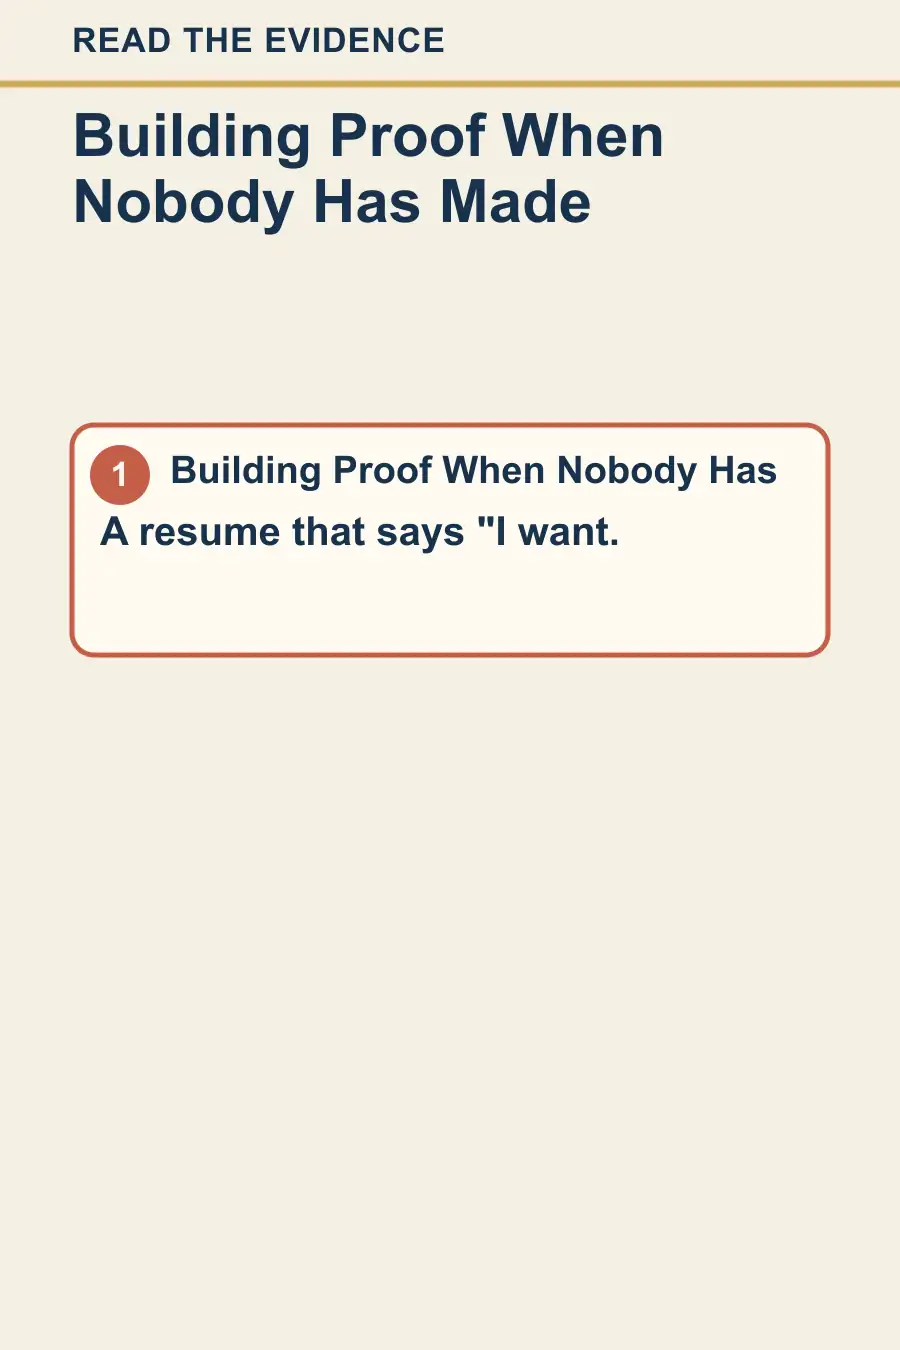 READ THE EVIDENCE
Building Proof When
Nobody Has Made
1 Building Proof When Nobody Has
A resume that says "I want.